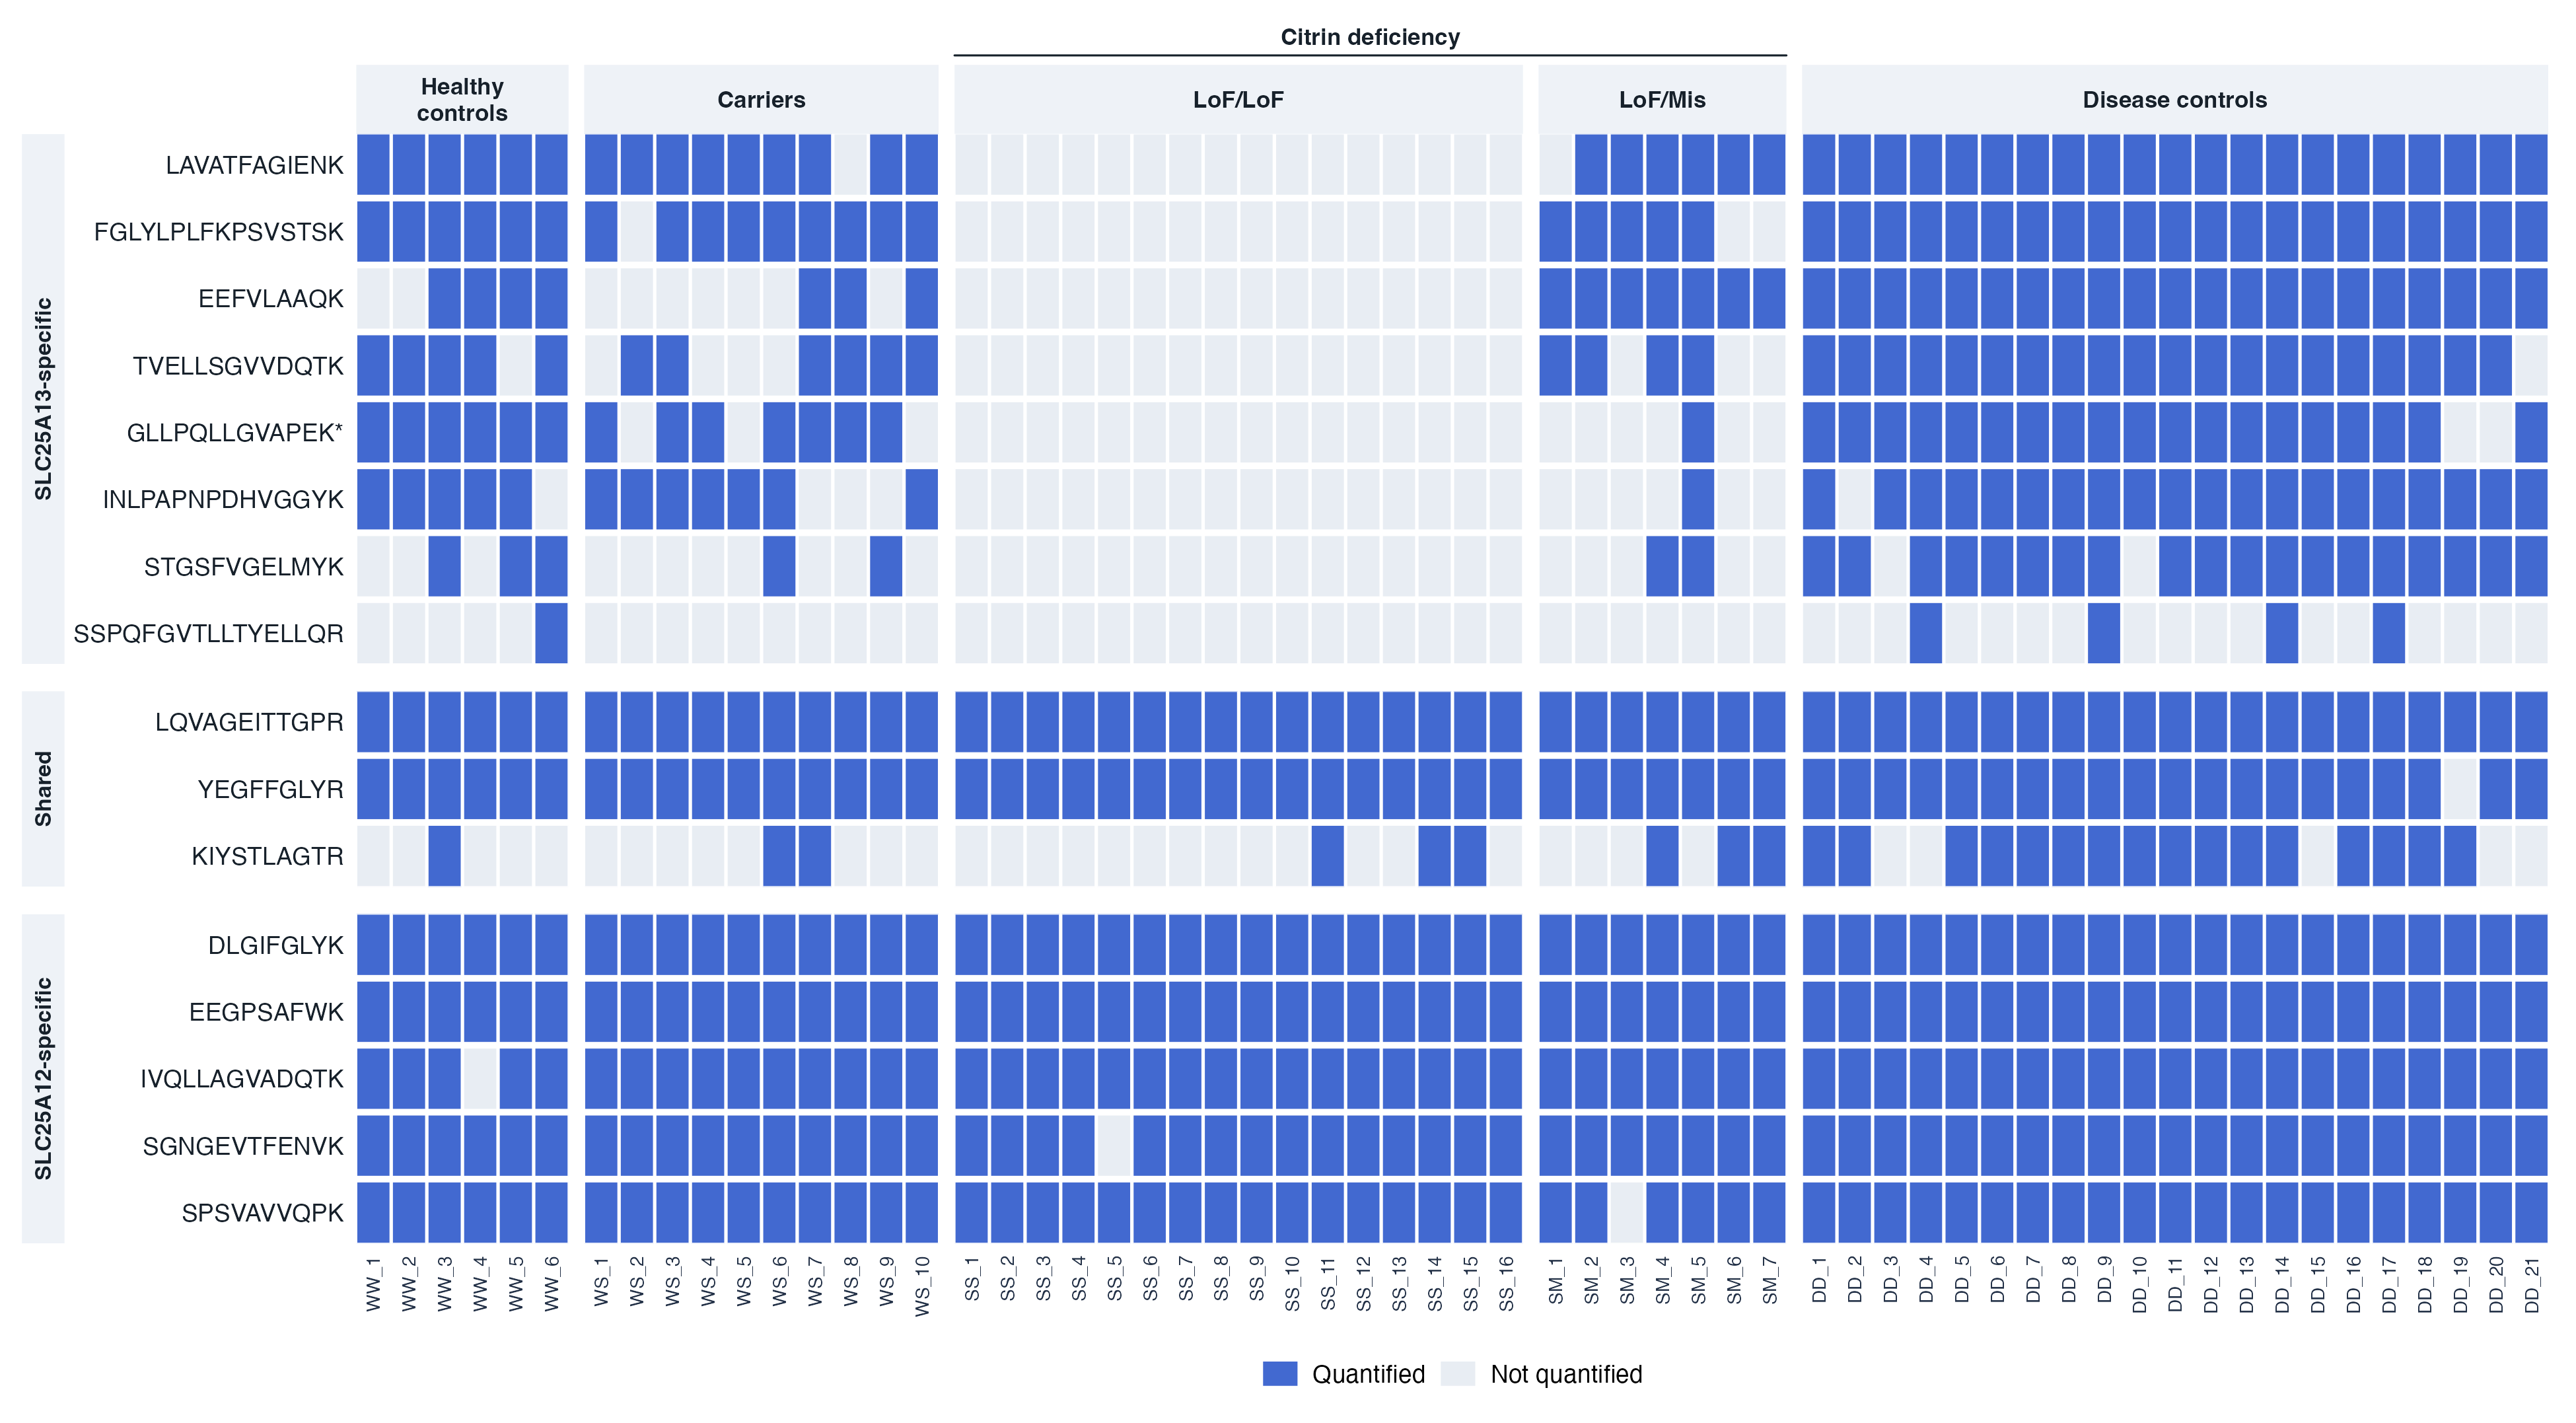 Citrin deficiency
Healthy
controls
Carriers
LoF/LoF
LoF/Mis
Disease controls
SLC25A13-specific
LAVATFAGIENK
FGLYLPLFKPSVSTSK
EEFVLAAQK
TVELLSGVVDQTK
GLLPQLLGVAPEK*
INLPAPNPDHVGGYK
STGSFVGELMYK
SSPQFGVTLLTYELLQR
Shared
LQVAGEITTGPR
YEGFFGLYR
KIYSTLAGTR
SLC25A12-specific
DLGIFGLYK
EEGPSAFWK
IVQLLAGVADQTK
SGNGEVTFENVK
SPSVAVVQPK
WW_1
WW_2
WW_3
WW_4
WW_5
WW_6
WS_1
WS_2
WS_3
WS_4
WS_5
WS_6
WS_7
WS_8
WS_9
WS_10
SS_1
SS_2
SS_3
SS_4
SS_5
SS_6
SS_7
SS_8
SS_9
SS_10
SS_11
SS_12
SS_13
SS_14
SS_15
SS_16
SM_1
SM_2
SM_3
SM_4
SM_5
SM_6
SM_7
DD_1
DD_2
DD_3
DD_4
DD_5
DD_6
DD_7
DD_8
DD_9
DD_10
DD_11
DD_12
DD_13
DD_14
DD_15
DD_16
DD_17
DD_18
DD_19
DD_20
DD_21
Quantified
Not quantified